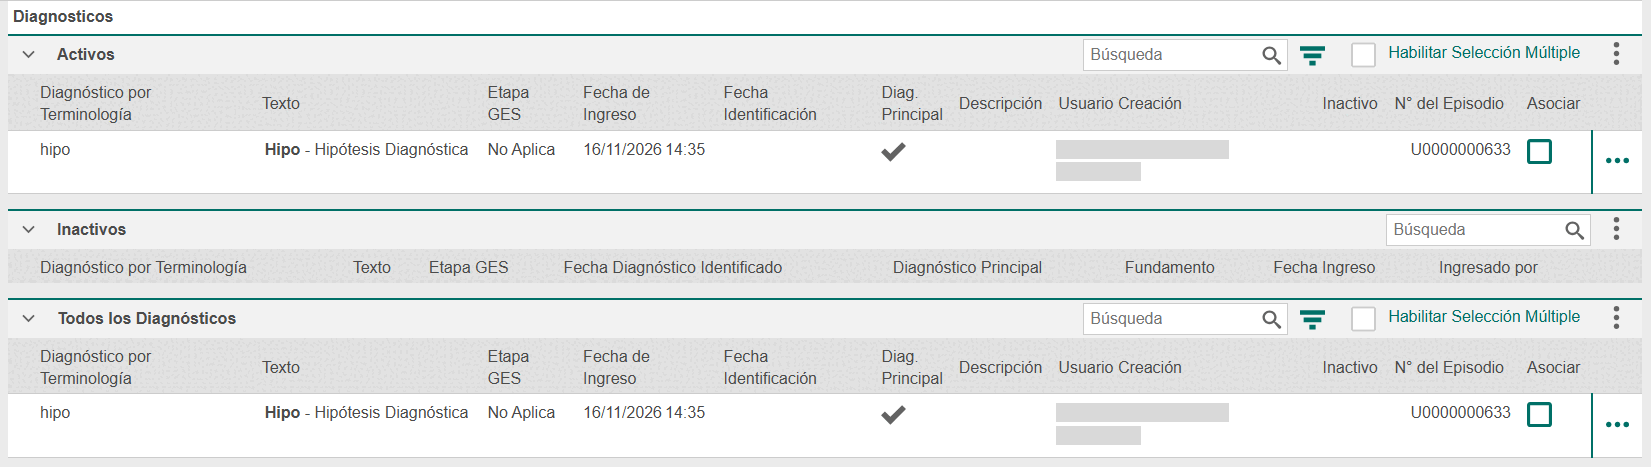 Diagnosticos
Activos
Búsqueda
Habilitar Selección Múltiple
Diagnóstico por Terminología
Texto
Etapa GES
Fecha de Ingreso
Fecha Identificación
Diag. Principal
Descripción
Usuario Creación
Inactivo
N° del Episodio
Asociar
hipo
Hipo - Hipótesis Diagnóstica
No Aplica
16/11/2026 14:35
U0000000633
Inactivos
Búsqueda
Diagnóstico por Terminología
Texto
Etapa GES
Fecha Diagnóstico Identificado
Diagnóstico Principal
Fundamento
Fecha Ingreso
Ingresado por
Todos los Diagnósticos
Búsqueda
Habilitar Selección Múltiple
Diagnóstico por Terminología
Texto
Etapa GES
Fecha de Ingreso
Fecha Identificación
Diag. Principal
Descripción
Usuario Creación
Inactivo
N° del Episodio
Asociar
hipo
Hipo - Hipótesis Diagnóstica
No Aplica
16/11/2026 14:35
U0000000633